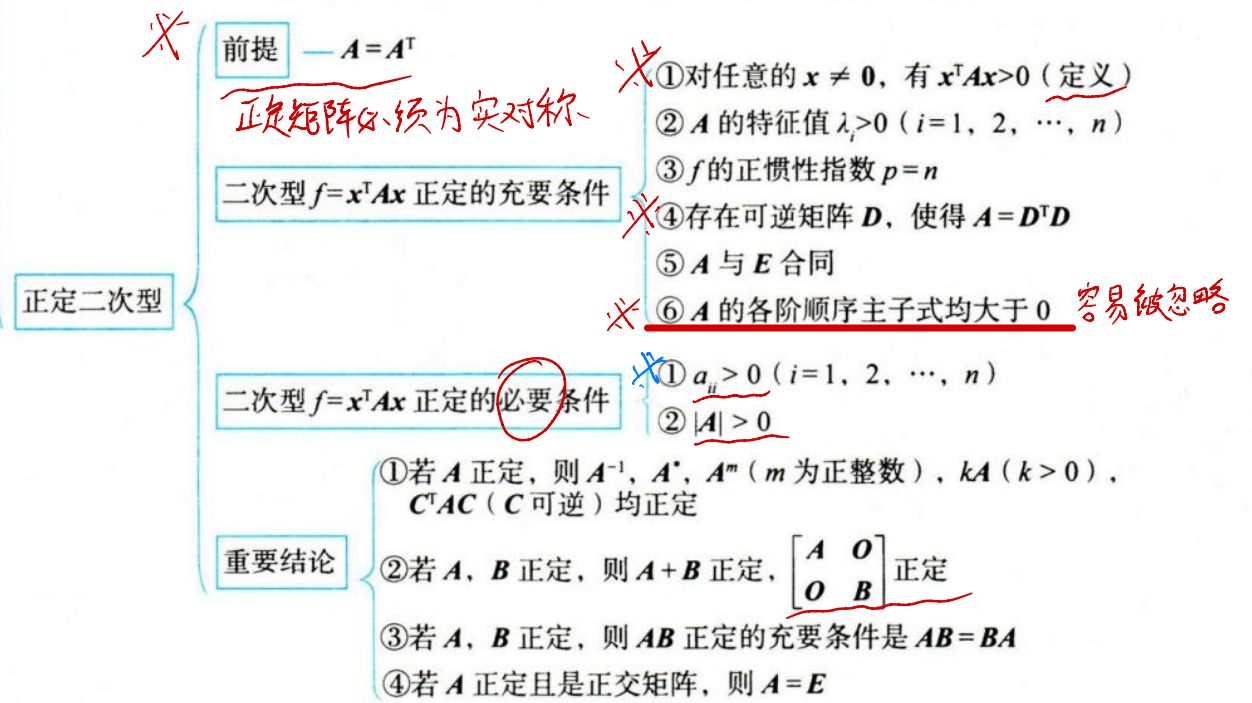 前提 — A=Aᵀ
正定矩阵必须为实对称
二次型 f=xᵀAx 正定的充要条件
①对任意的 x ≠ 0，有 xᵀAx>0（定义）
② A 的特征值 λᵢ>0（i=1，2，…，n）
③ f 的正惯性指数 p=n
④存在可逆矩阵 D，使得 A=DᵀD
⑤ A 与 E 合同
⑥ A 的各阶顺序主子式均大于 0
容易被忽略
正定二次型
二次型 f=xᵀAx 正定的必要条件
① aᵢᵢ > 0（i=1，2，…，n）
② |A| > 0
重要结论
①若 A 正定，则 A⁻¹，A*，Aᵐ（m 为正整数），kA（k > 0），
CᵀAC（C 可逆）均正定
②若 A，B 正定，则 A+B 正定，[A O
O B] 正定
③若 A，B 正定，则 AB 正定的充要条件是 AB=BA
④若 A 正定且是正交矩阵，则 A=E